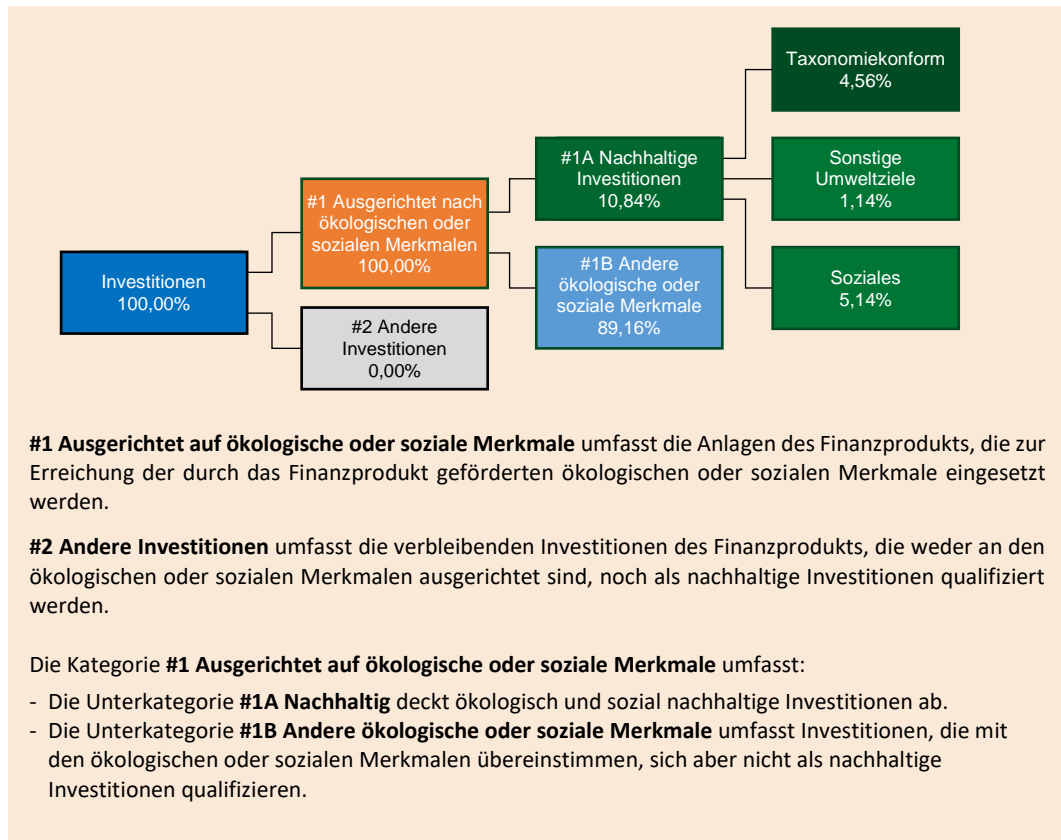 Taxonomiekonform
4,56%
#1A Nachhaltige
Investitionen
10,84%
Sonstige
Umweltziele
1,14%
#1 Ausgerichtet nach
ökologischen oder
sozialen Merkmalen
100,00%
#1B Andere
ökologische oder
soziale Merkmale
89,16%
Soziales
5,14%
Investitionen
100,00%
#2 Andere
Investitionen
0,00%
#1 Ausgerichtet auf ökologische oder soziale Merkmale umfasst die Anlagen des Finanzprodukts, die zur
Erreichung der durch das Finanzprodukt geförderten ökologischen oder sozialen Merkmale eingesetzt
werden.
#2 Andere Investitionen umfasst die verbleibenden Investitionen des Finanzprodukts, die weder an den
ökologischen oder sozialen Merkmalen ausgerichtet sind, noch als nachhaltige Investitionen qualifiziert
werden.
Die Kategorie #1 Ausgerichtet auf ökologische oder soziale Merkmale umfasst:
- Die Unterkategorie #1A Nachhaltig deckt ökologisch und sozial nachhaltige Investitionen ab.
- Die Unterkategorie #1B Andere ökologische oder soziale Merkmale umfasst Investitionen, die mit
den ökologischen oder sozialen Merkmalen übereinstimmen, sich aber nicht als nachhaltige
Investitionen qualifizieren.